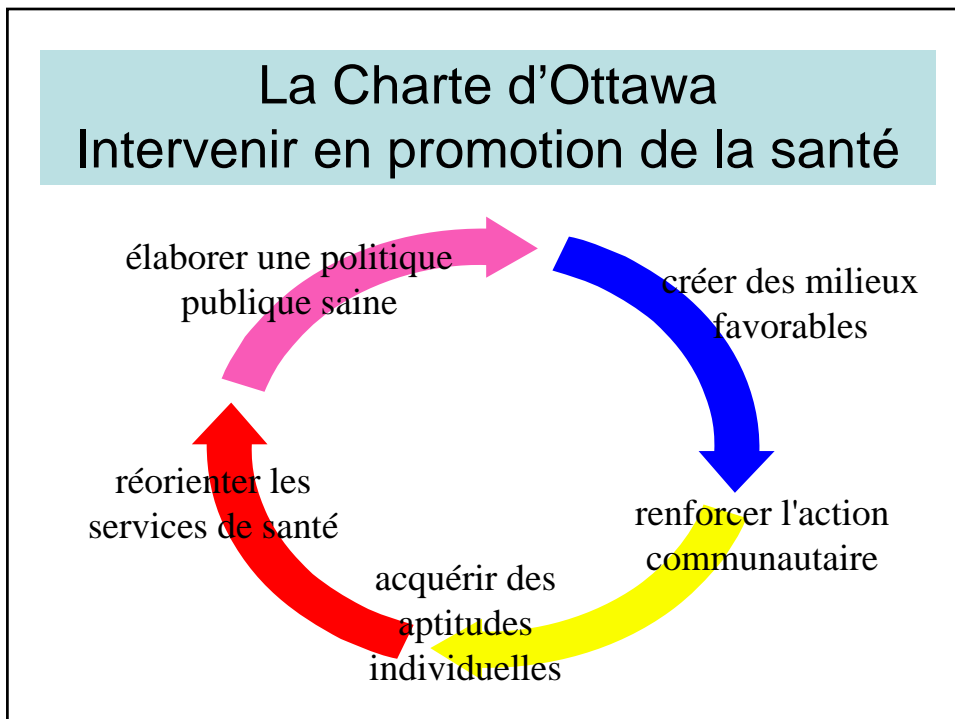 La Charte d’Ottawa
Intervenir en promotion de la santé
élaborer une politique
publique saine
créer des milieux
favorables
renforcer l'action
communautaire
acquérir des
aptitudes
individuelles
réorienter les
services de santé